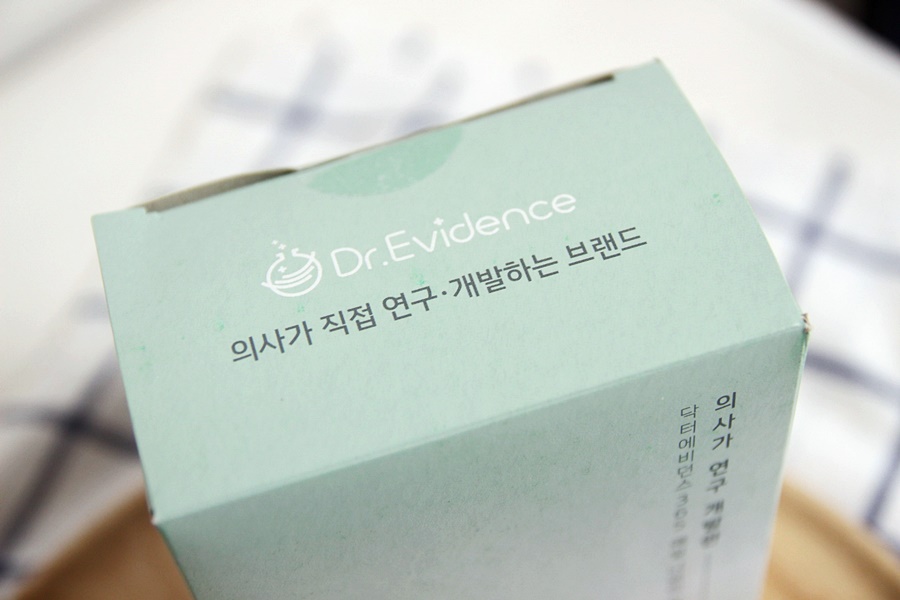 Dr.Evidence
의사가 직접 연구·개발하는 브랜드
의사가 연구 개발한
닥터에비던스 365